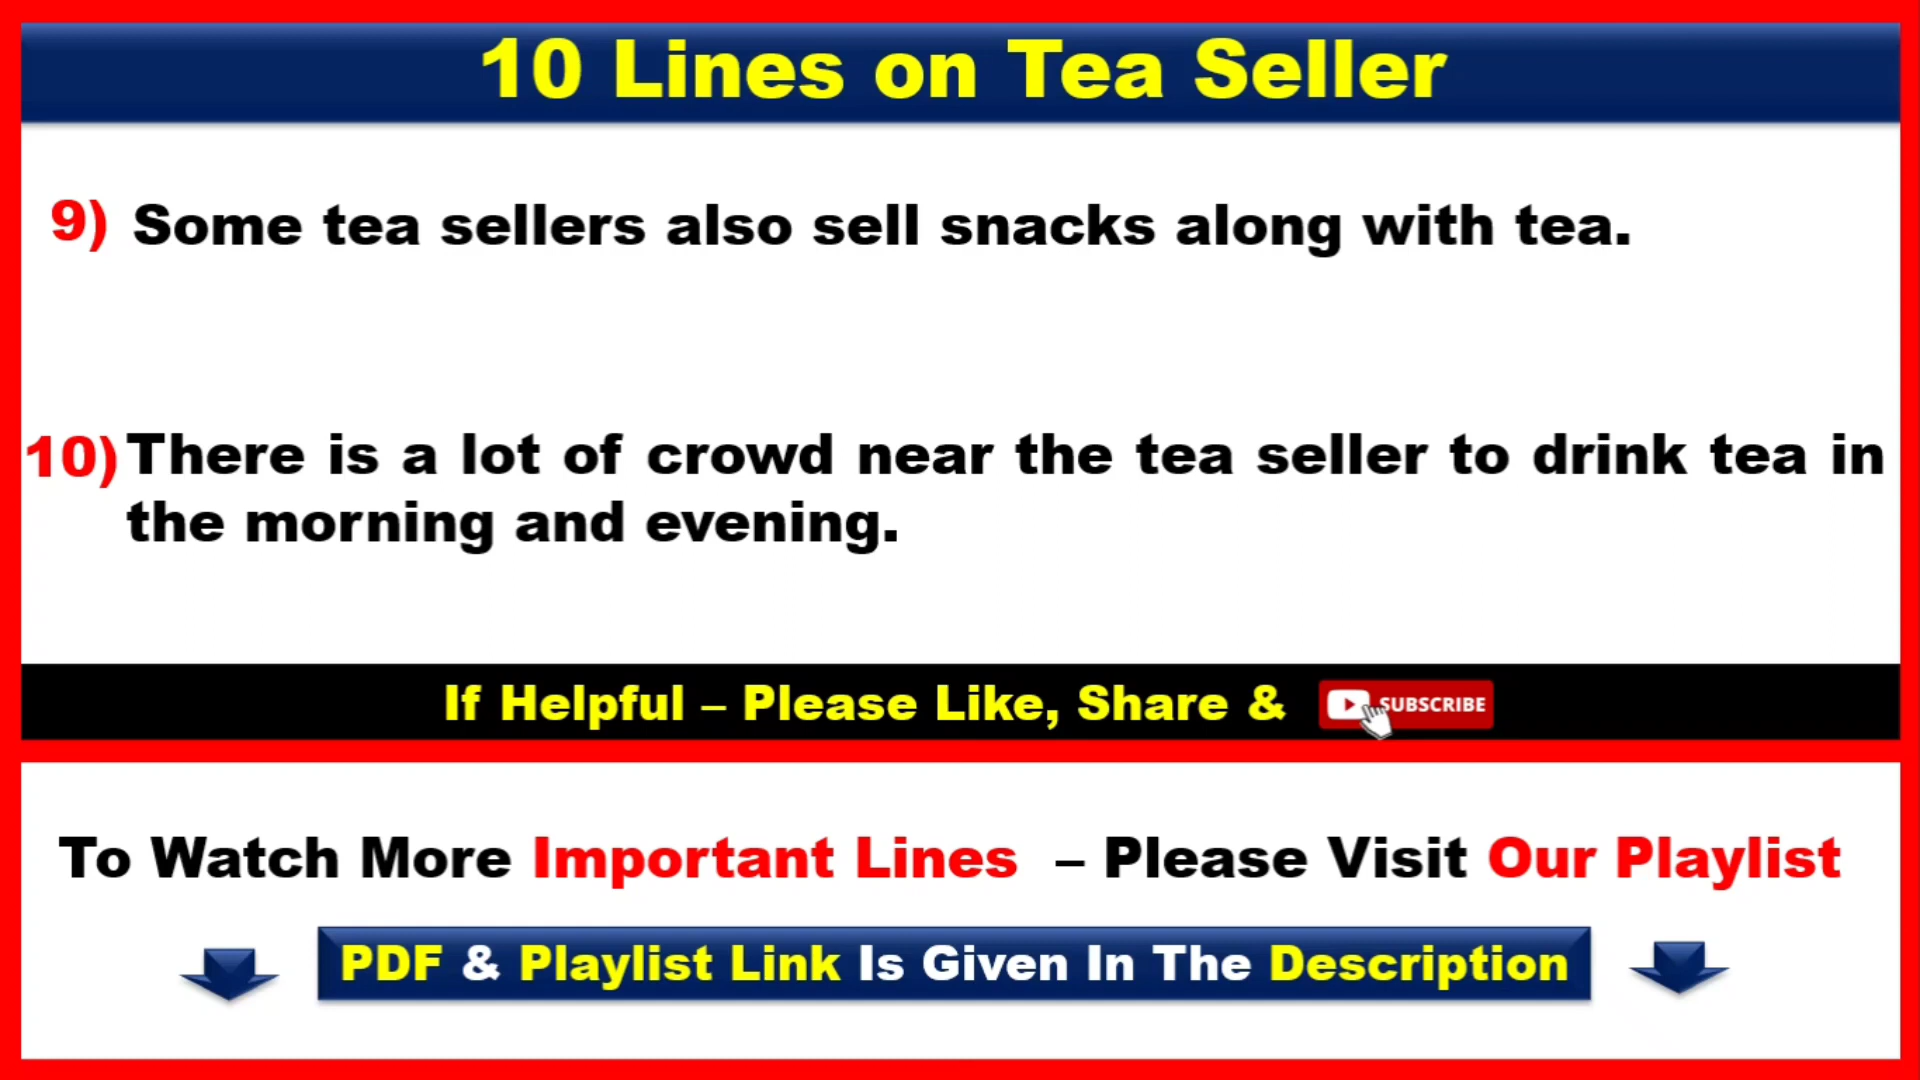 10 Lines on Tea Seller
9) Some tea sellers also sell snacks along with tea.
10) There is a lot of crowd near the tea seller to drink tea in
the morning and evening.
If Helpful – Please Like, Share & SUBSCRIBE
To Watch More Important Lines – Please Visit Our Playlist
PDF & Playlist Link Is Given In The Description